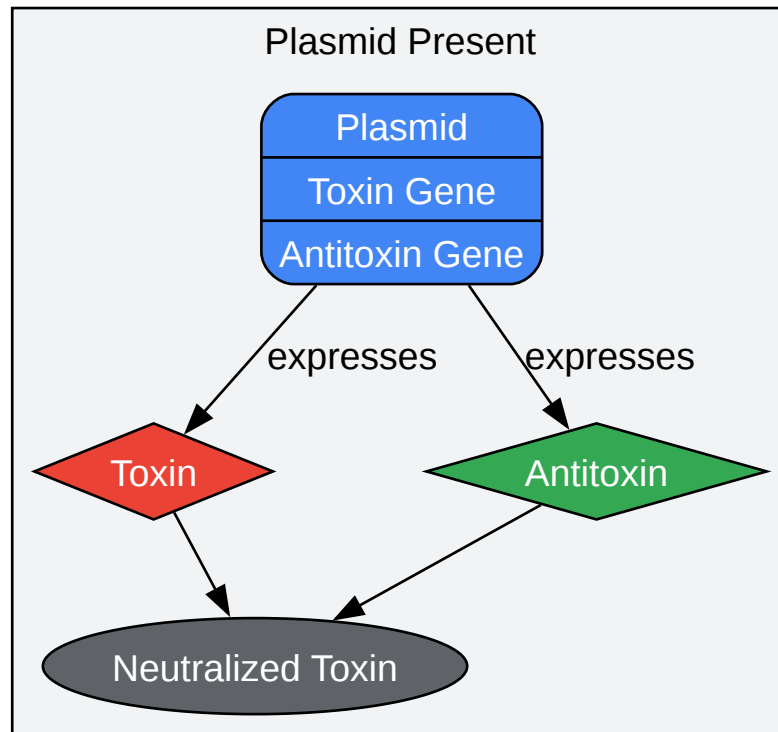 Plasmid Present
Plasmid
Toxin Gene
Antitoxin Gene
expresses
expresses
Toxin
Antitoxin
Neutralized Toxin